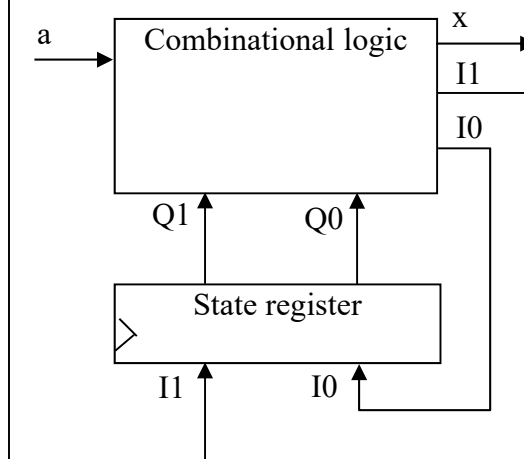 a
Combinational logic
x
I1
I0
Q1
Q0
State register
I1
I0